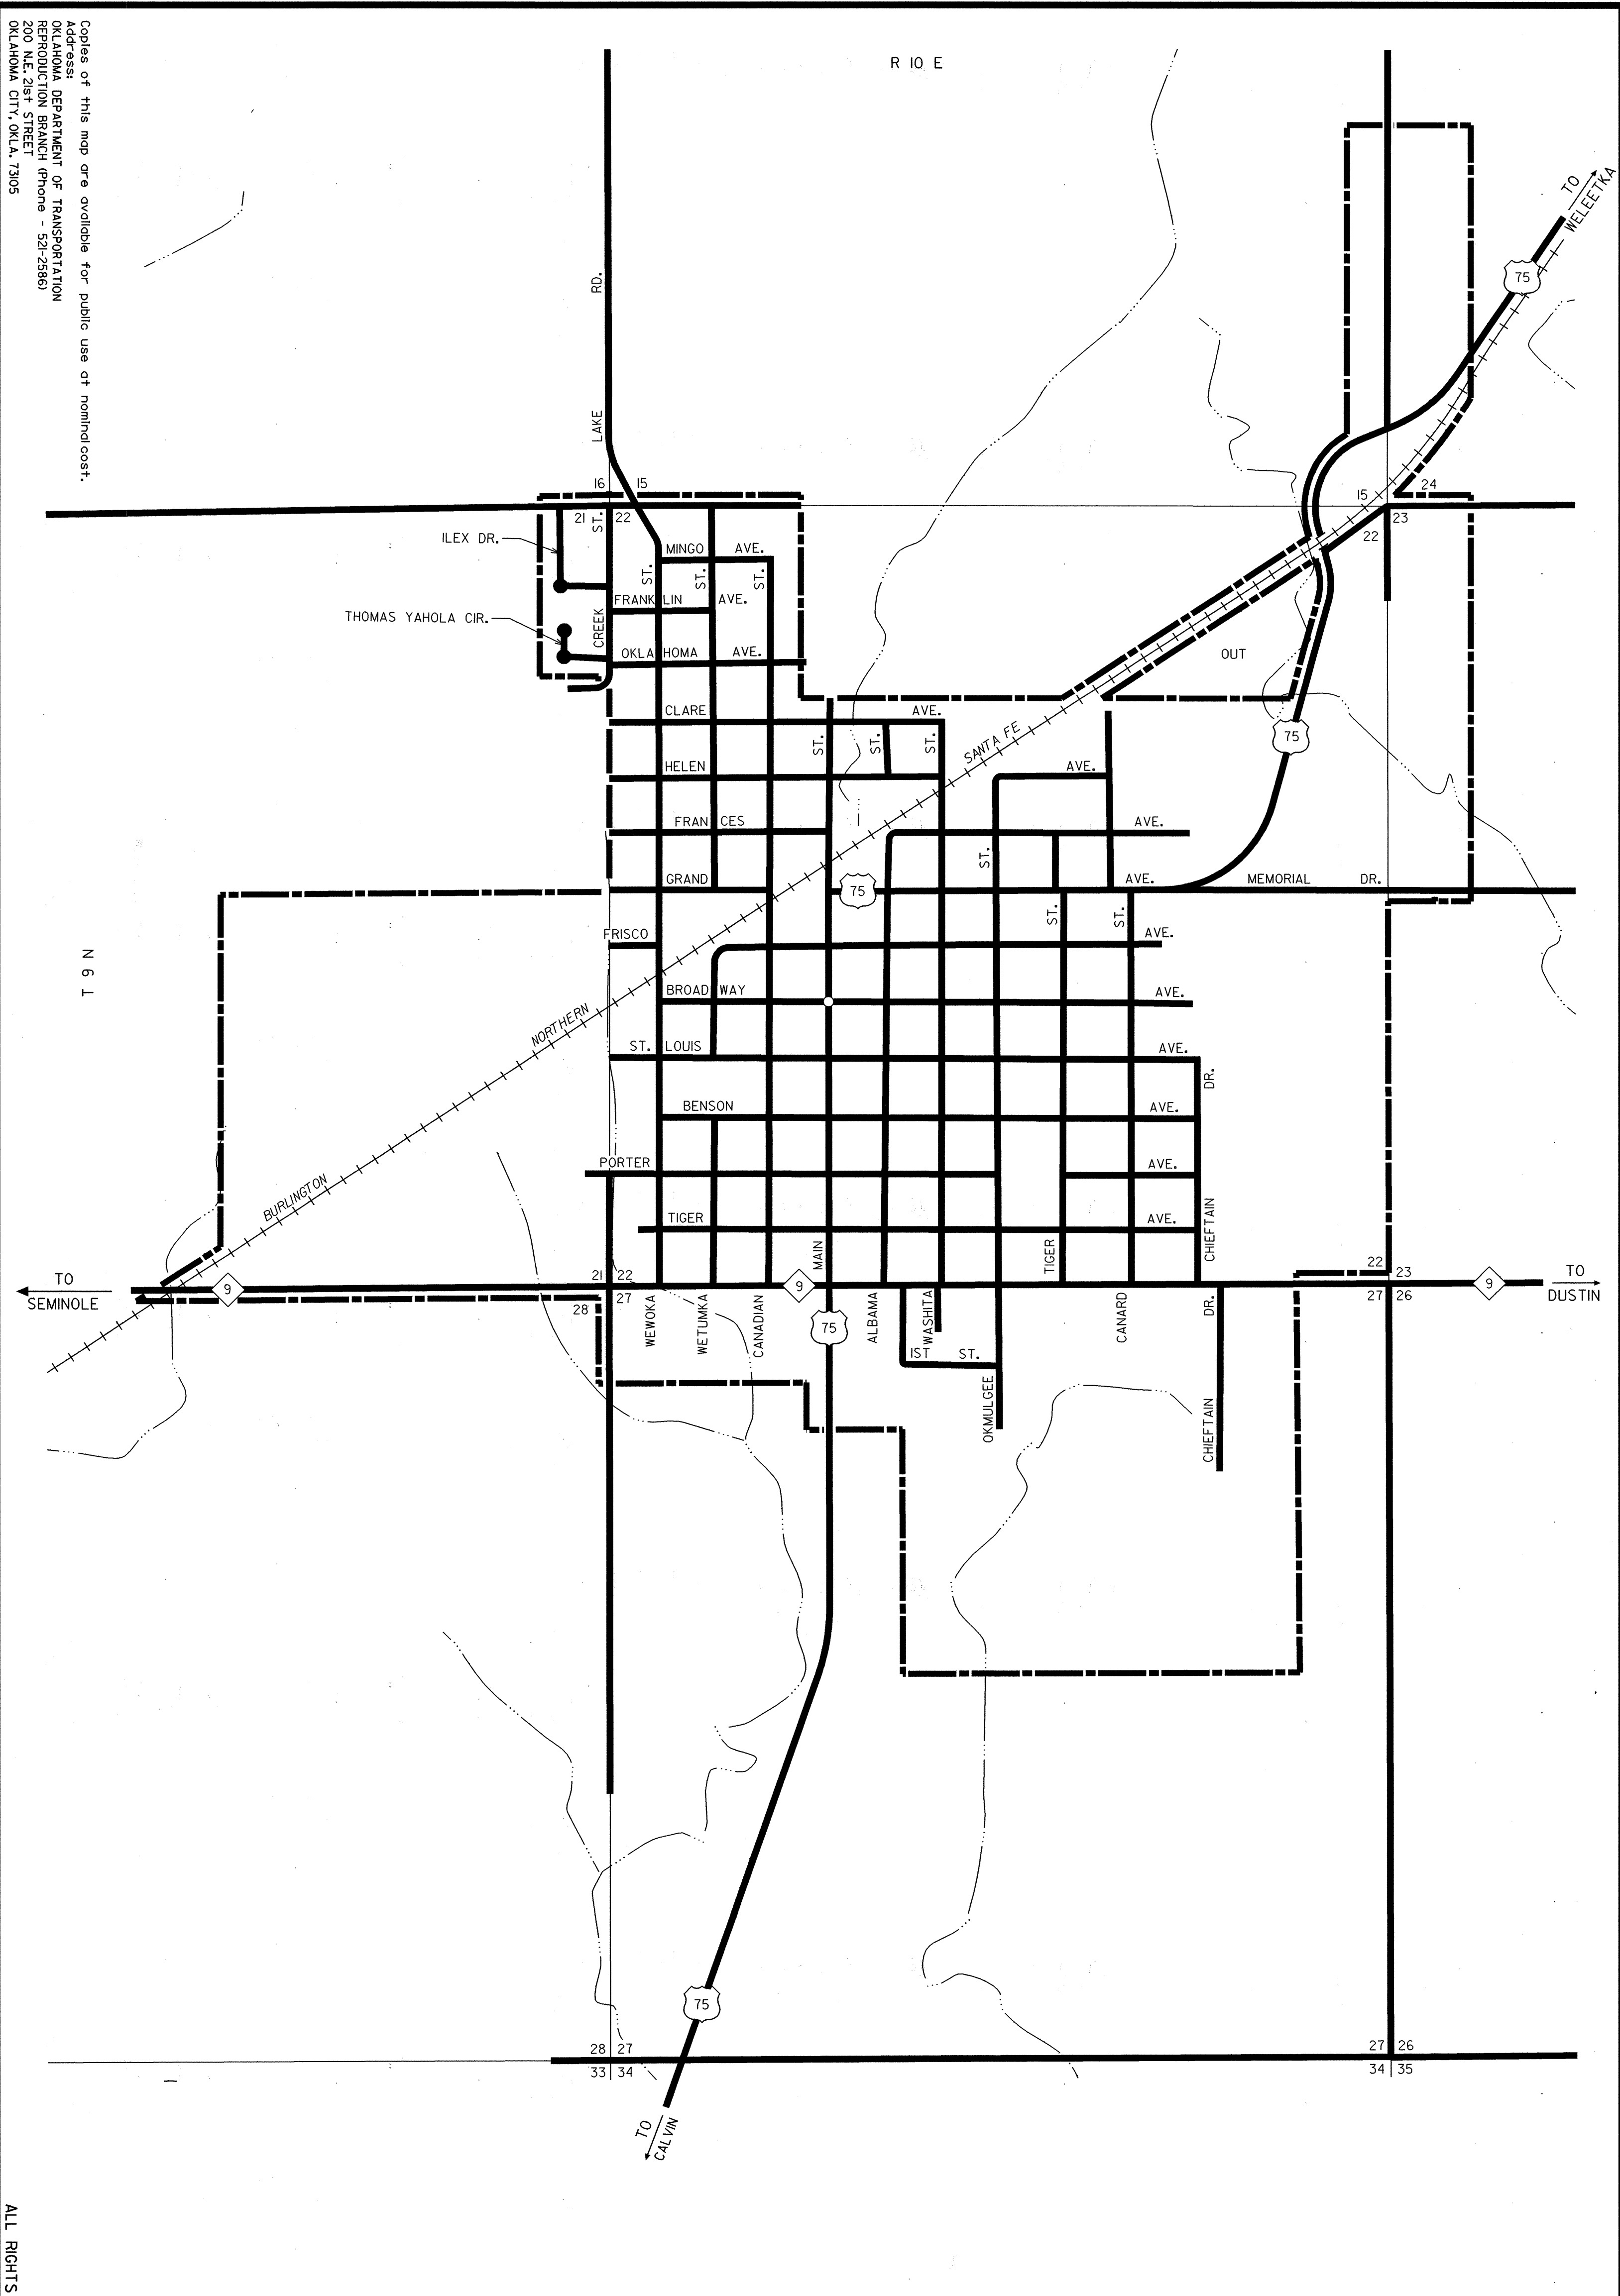 R 10 E
Copies of this map are available for public use at nominal cost.
Address:
OKLAHOMA DEPARTMENT OF TRANSPORTATION
REPRODUCTION BRANCH (Phone - 521-2586)
200 N.E. 21st STREET
OKLAHOMA CITY, OKLA. 73105
TO
WELEETKA
75
LAKE RD.
16 15
21 22
15 24
22 23
ST.
ILEX DR.
MINGO AVE.
ST.
ST.
ST.
FRANKLIN AVE.
THOMAS YAHOLA CIR.
CREEK
OKLAHOMA AVE.
OUT
CLARE AVE.
ST.
ST.
ST.
SANTA FE
75
HELEN AVE.
FRANCES AVE.
ST.
GRAND AVE.
75
MEMORIAL DR.
ST.
ST.
FRISCO AVE.
T 9 N
BROADWAY AVE.
NORTHERN
ST. LOUIS AVE.
DR.
BENSON AVE.
PORTER AVE.
BURLINGTON
TIGER AVE.
MAIN
TIGER
CHIEFTAIN
TO
SEMINOLE
9
21 22
28 27
9
22 23
27 26
9
TO
DUSTIN
WEWOKA
WETUMKA
CANADIAN
75
ALBAMA
WASHITA
CANARD
DR.
1ST ST.
OKMULGEE
CHIEFTAIN
75
28 27
33 34
27 26
34 35
TO
CALVIN
ALL RIGHTS